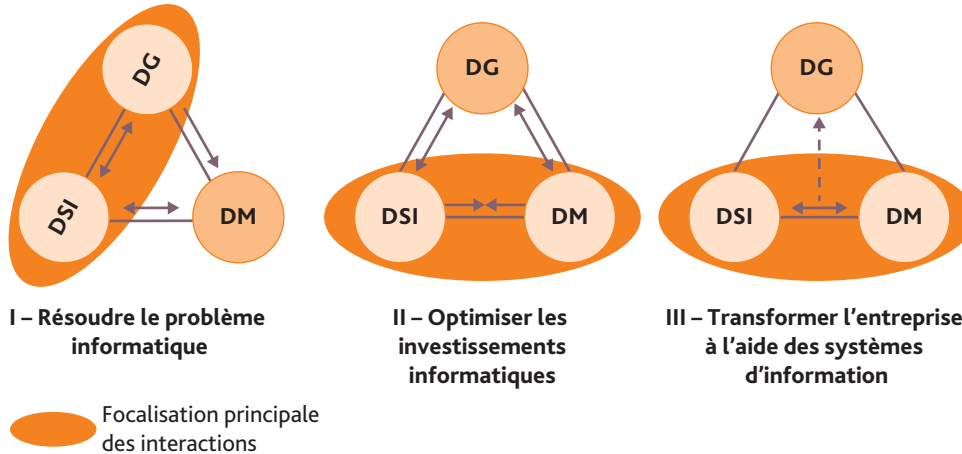 DG
DSI
DM
DG
DSI
DM
DG
DSI
DM
I – Résoudre le problème
informatique
II – Optimiser les
investissements
informatiques
III – Transformer l’entreprise
à l’aide des systèmes
d’information
Focalisation principale
des interactions